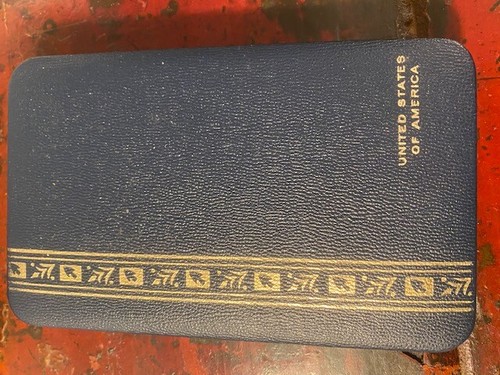 UNITED STATES
OF AMERICA